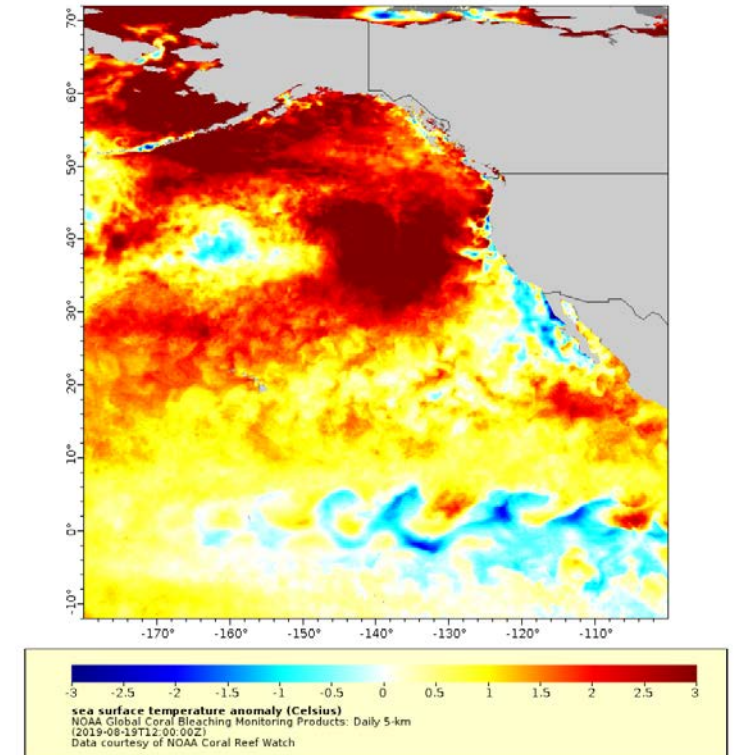 70°
60°
50°
40°
30°
20°
10°
0°
-10°
-170° -160° -150° -140° -130° -120° -110°
-3 -2.5 -2 -1.5 -1 -0.5 0 0.5 1 1.5 2 2.5 3
sea surface temperature anomaly (Celsius)
NOAA Global Coral Bleaching Monitoring Products: Daily 5-km
(2019-08-19T12:00:00Z)
Data courtesy of NOAA Coral Reef Watch